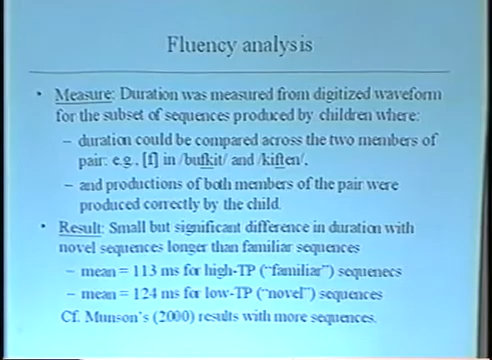 Fluency analysis
• Measure: Duration was measured from digitized waveform
for the subset of sequences produced by children where:
– duration could be compared across the two members of
pair: e.g., [f] in /bufkit/ and /kiften/,
– and productions of both members of the pair were
produced correctly by the child.
• Result: Small but significant difference in duration with
novel sequences longer than familiar sequences
– mean = 113 ms for high-TP ("familiar") sequenecs
– mean = 124 ms for low-TP ("novel") sequences
Cf. Munson's (2000) results with more sequences.